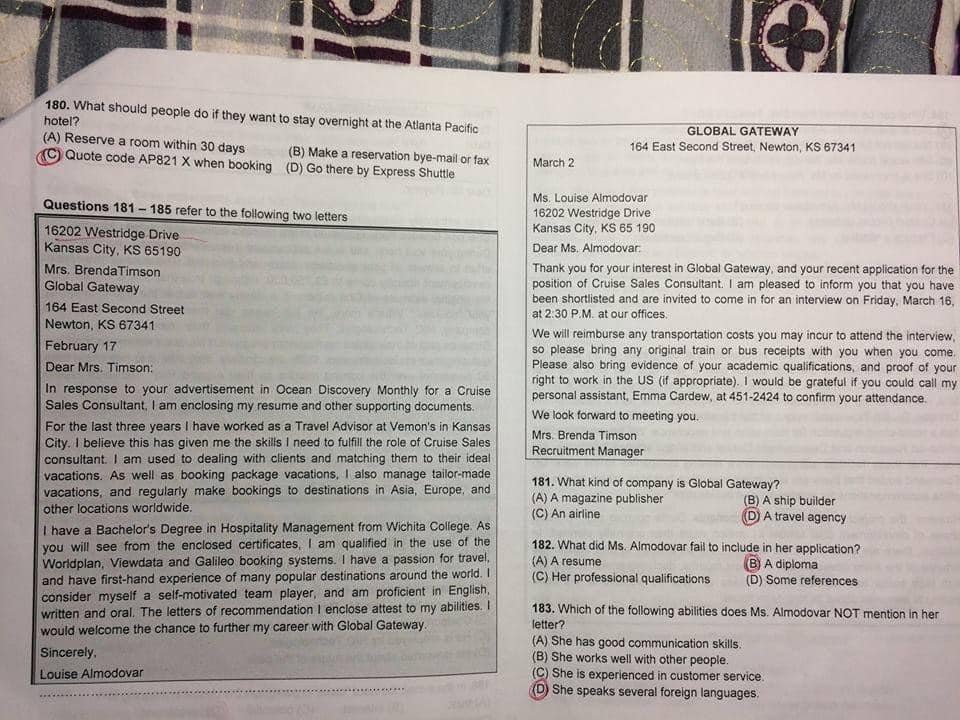 180. What should people do if they want to stay overnight at the Atlanta Pacific
hotel?
(A) Reserve a room within 30 days (B) Make a reservation bye-mail or fax
(C) Quote code AP821 X when booking (D) Go there by Express Shuttle
Questions 181 – 185 refer to the following two letters
16202 Westridge Drive
Kansas City, KS 65190
Mrs. BrendaTimson
Global Gateway
164 East Second Street
Newton, KS 67341
February 17
Dear Mrs. Timson:
In response to your advertisement in Ocean Discovery Monthly for a Cruise
Sales Consultant, I am enclosing my resume and other supporting documents.
For the last three years I have worked as a Travel Advisor at Vernon's in Kansas
City. I believe this has given me the skills I need to fulfill the role of Cruise Sales
consultant. I am used to dealing with clients and matching them to their ideal
vacations. As well as booking package vacations, I also manage tailor-made
vacations, and regularly make bookings to destinations in Asia, Europe, and
other locations worldwide.
I have a Bachelor's Degree in Hospitality Management from Wichita College. As
you will see from the enclosed certificates, I am qualified in the use of the
Worldplan, Viewdata and Galileo booking systems. I have a passion for travel,
and have first-hand experience of many popular destinations around the world. I
consider myself a self-motivated team player, and am proficient in English,
written and oral. The letters of recommendation I enclose attest to my abilities. I
would welcome the chance to further my career with Global Gateway.
Sincerely,
Louise Almodovar
GLOBAL GATEWAY
164 East Second Street, Newton, KS 67341
March 2
Ms. Louise Almodovar
16202 Westridge Drive
Kansas City, KS 65 190
Dear Ms. Almodovar:
Thank you for your interest in Global Gateway, and your recent application for the
position of Cruise Sales Consultant. I am pleased to inform you that you have
been shortlisted and are invited to come in for an interview on Friday, March 16,
at 2:30 P.M. at our offices.
We will reimburse any transportation costs you may incur to attend the interview,
so please bring any original train or bus receipts with you when you come.
Please also bring evidence of your academic qualifications, and proof of your
right to work in the US (if appropriate). I would be grateful if you could call my
personal assistant, Emma Cardew, at 451-2424 to confirm your attendance.
We look forward to meeting you.
Mrs. Brenda Timson
Recruitment Manager
181. What kind of company is Global Gateway?
(A) A magazine publisher (B) A ship builder
(C) An airline (D) A travel agency
182. What did Ms. Almodovar fail to include in her application?
(A) A resume (B) A diploma
(C) Her professional qualifications (D) Some references
183. Which of the following abilities does Ms. Almodovar NOT mention in her
letter?
(A) She has good communication skills.
(B) She works well with other people.
(C) She is experienced in customer service.
(D) She speaks several foreign languages.